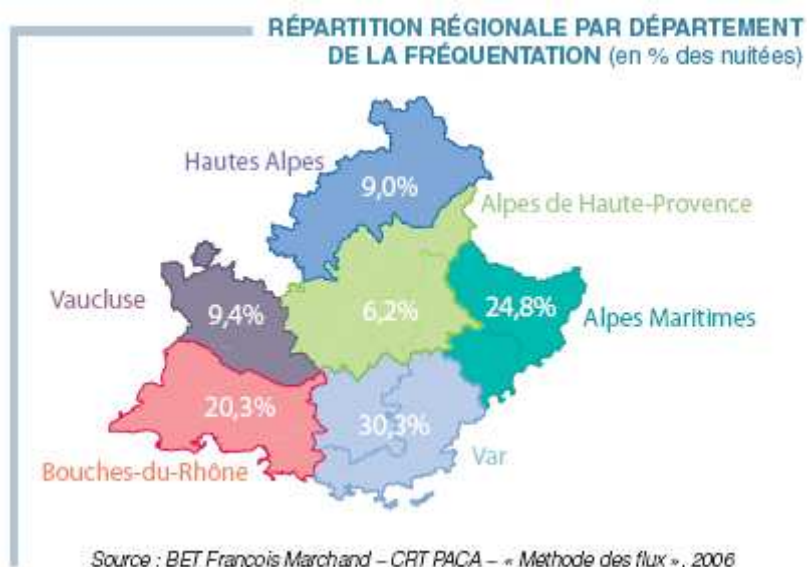 RÉPARTITION RÉGIONALE PAR DÉPARTEMENT
DE LA FRÉQUENTATION (en % des nuitées)
Hautes Alpes
9,0%
Alpes de Haute-Provence
Vaucluse
9,4%
6,2%
24,8%
Alpes Maritimes
20,3%
30,3%
Bouches-du-Rhône
Var
Source : BET François Marchand – CRT PACA – « Méthode des flux », 2006